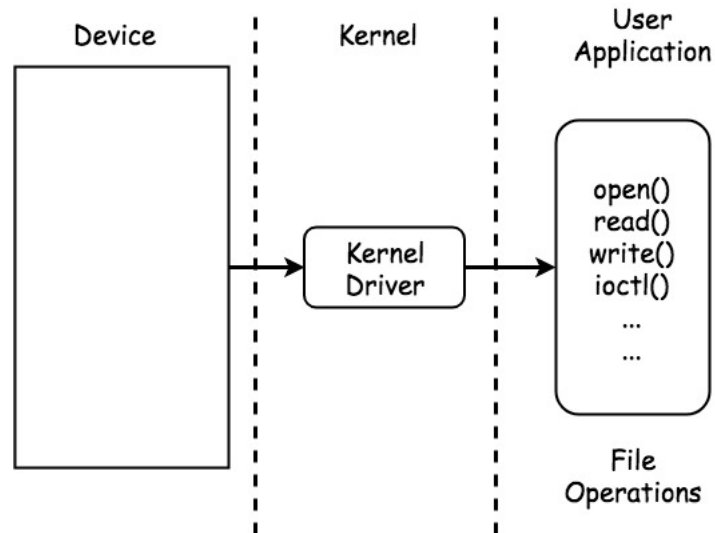 Device
Kernel
User
Application
Kernel
Driver
open()
read()
write()
ioctl()
...
...
File
Operations